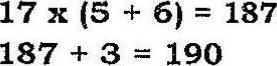 17 x (5 + 6) = 187
187 + 3 = 190